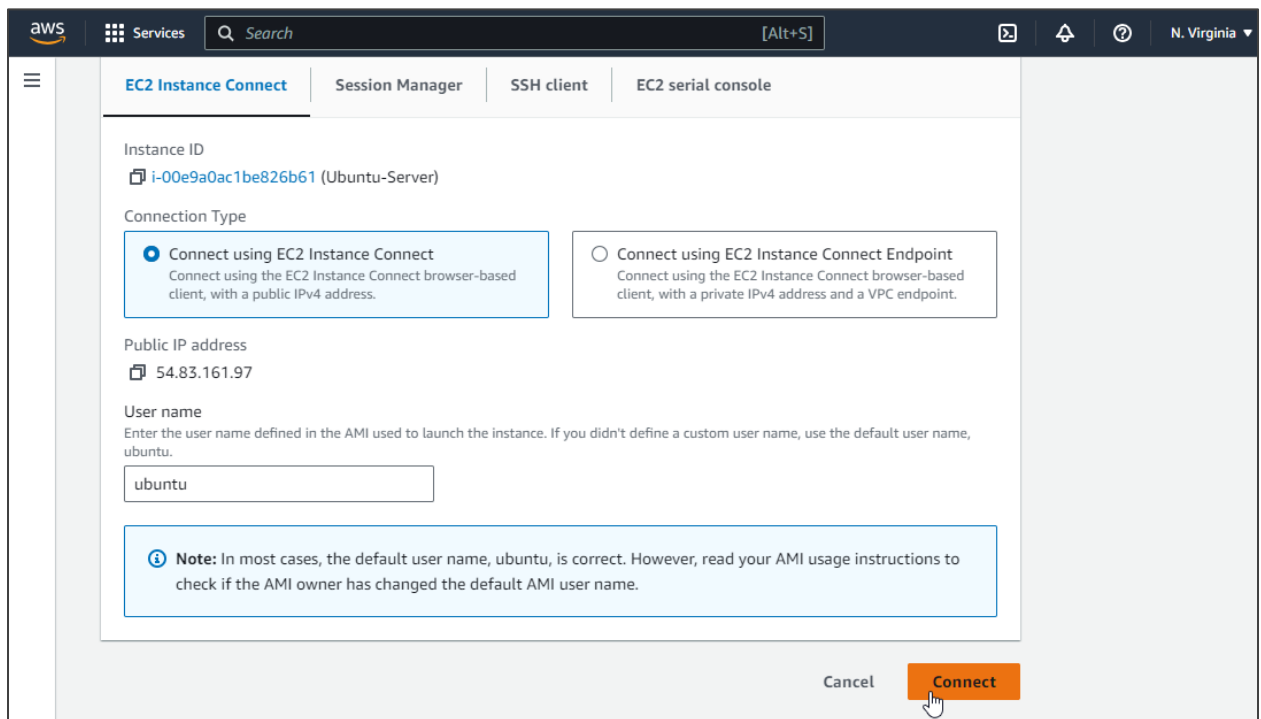 aws Services Search [Alt+S] N. Virginia
EC2 Instance Connect Session Manager SSH client EC2 serial console
Instance ID
i-00e9a0ac1be826b61 (Ubuntu-Server)
Connection Type
Connect using EC2 Instance Connect
Connect using the EC2 Instance Connect browser-based
client, with a public IPv4 address.
Connect using EC2 Instance Connect Endpoint
Connect using the EC2 Instance Connect browser-based
client, with a private IPv4 address and a VPC endpoint.
Public IP address
54.83.161.97
User name
Enter the user name defined in the AMI used to launch the instance. If you didn't define a custom user name, use the default user name,
ubuntu.
ubuntu
Note: In most cases, the default user name, ubuntu, is correct. However, read your AMI usage instructions to
check if the AMI owner has changed the default AMI user name.
Cancel Connect